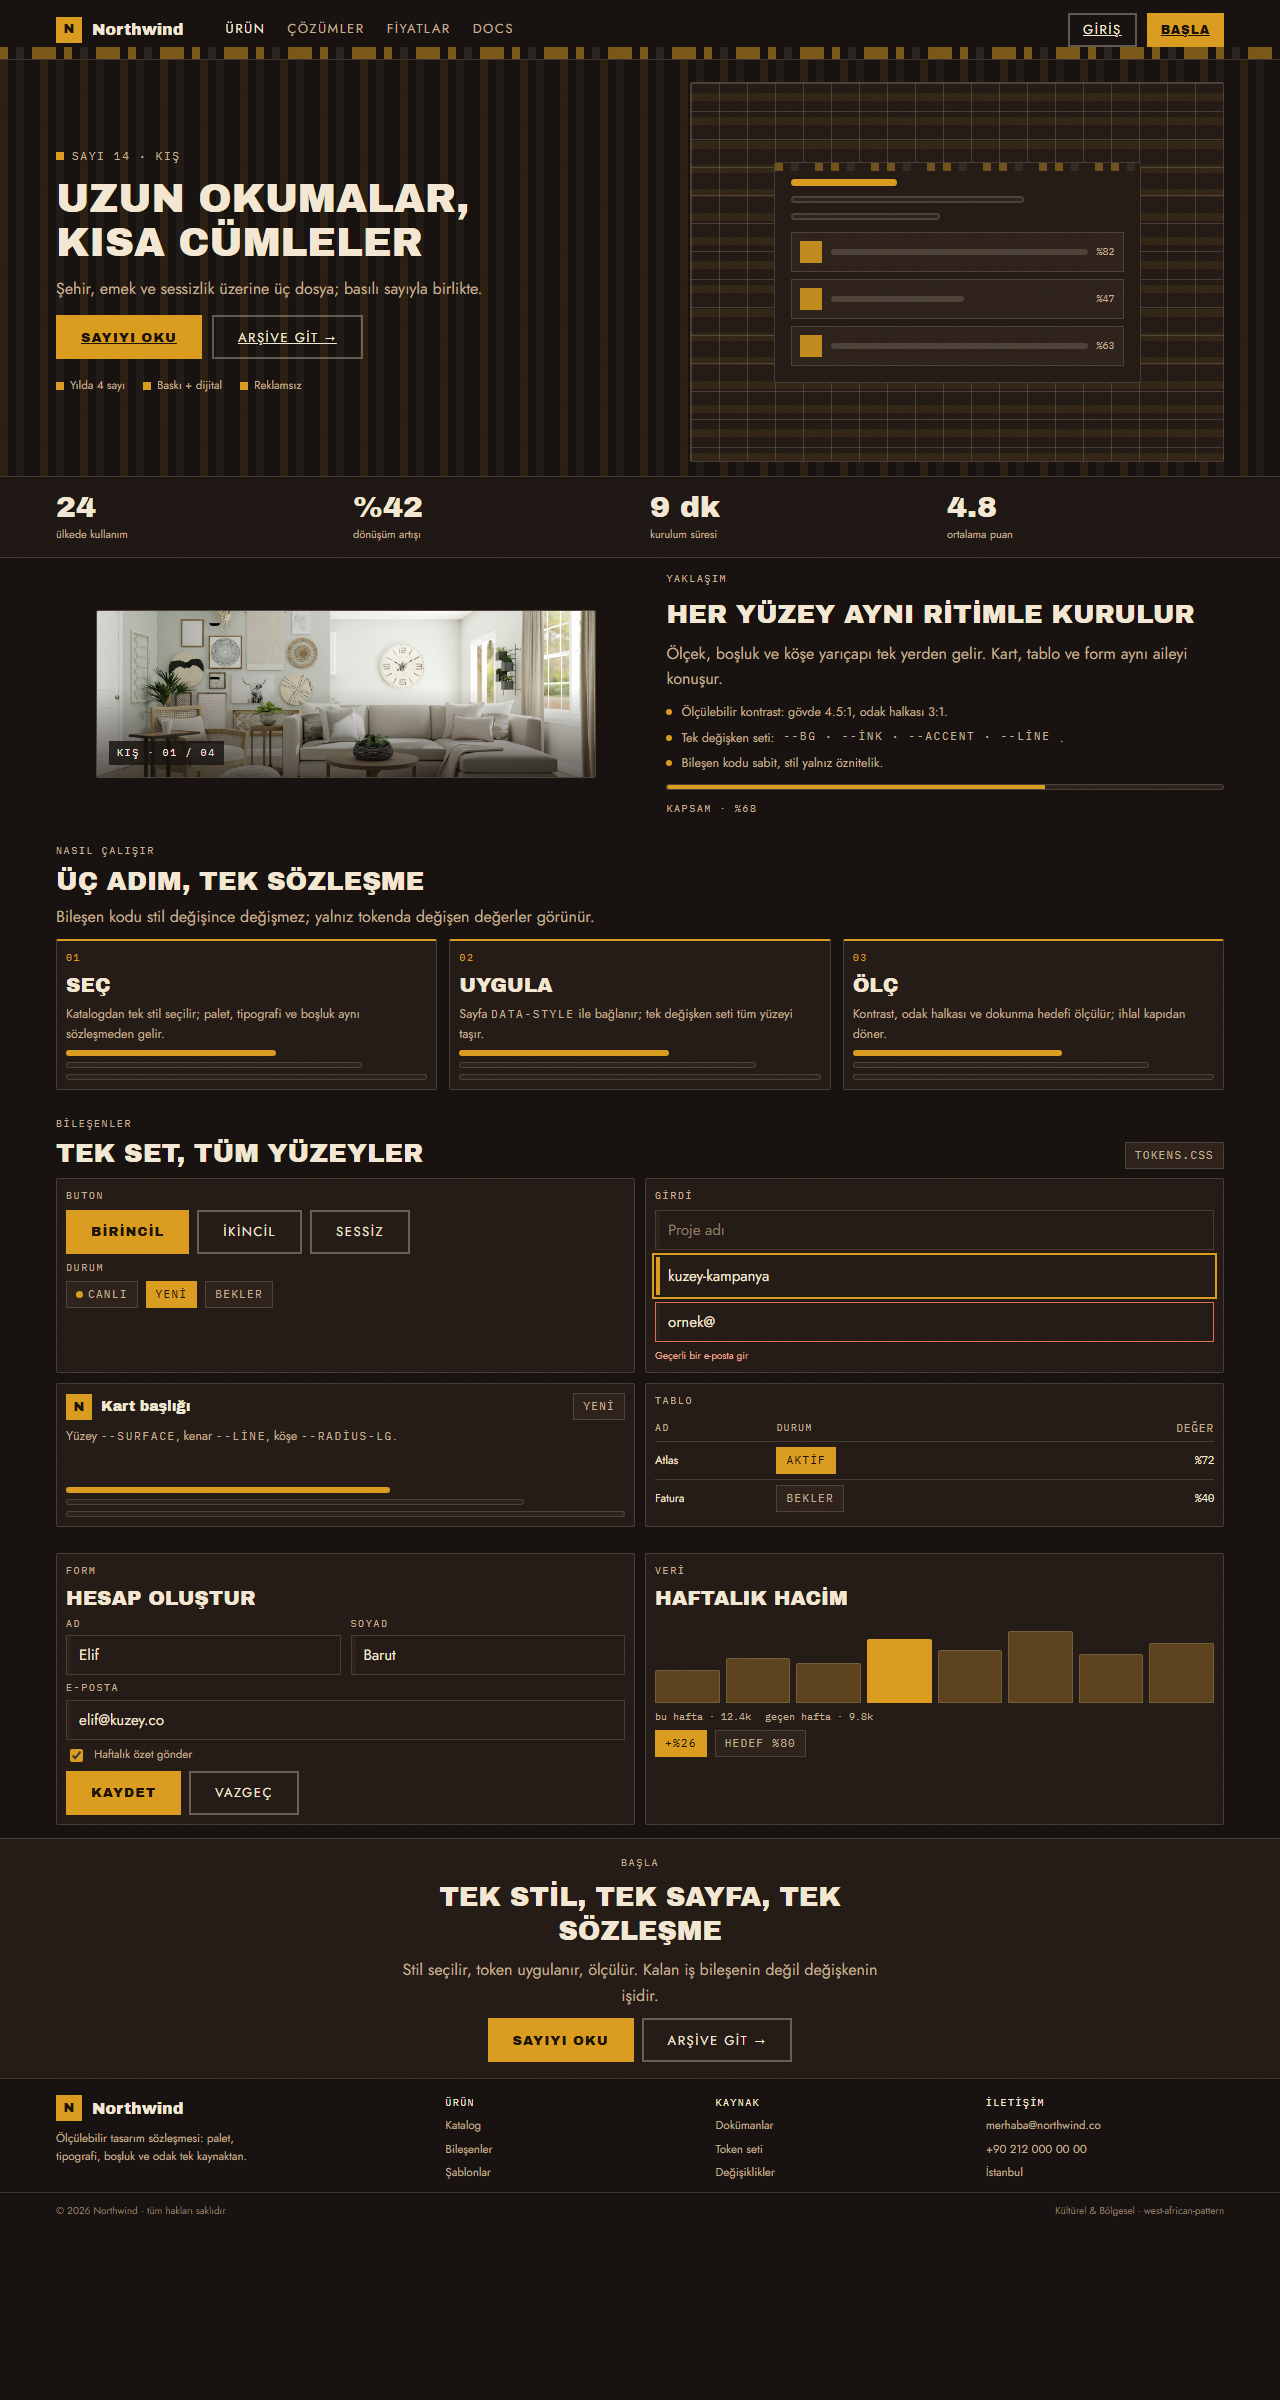 N Northwind ÜRÜN ÇÖZÜMLER FİYATLAR DOCS GİRİŞ BAŞLA
SAYI 14 · KIŞ
UZUN OKUMALAR,
KISA CÜMLELER
Şehir, emek ve sessizlik üzerine üç dosya; basılı sayıyla birlikte.
SAYIYI OKU ARŞİVE GİT →
Yılda 4 sayı Baskı + dijital Reklamsız
%82
%47
%63
24 %42 9 dk 4.8
ülkede kullanım dönüşüm artışı kurulum süresi ortalama puan
KIŞ · 01 / 04
YAKLAŞIM
HER YÜZEY AYNI RİTİMLE KURULUR
Ölçek, boşluk ve köşe yarıçapı tek yerden gelir. Kart, tablo ve form aynı aileyi
konuşur.
Ölçülebilir kontrast: gövde 4.5:1, odak halkası 3:1.
Tek değişken seti: --BG · --İNK · --ACCENT · --LİNE .
Bileşen kodu sabit, stil yalnız öznitelik.
KAPSAM · %68
NASIL ÇALIŞIR
ÜÇ ADIM, TEK SÖZLEŞME
Bileşen kodu stil değişince değişmez; yalnız tokenda değişen değerler görünür.
01
SEÇ
Katalogdan tek stil seçilir; palet, tipografi ve boşluk aynı
sözleşmeden gelir.
02
UYGULA
Sayfa DATA-STYLE ile bağlanır; tek değişken seti tüm yüzeyi
taşır.
03
ÖLÇ
Kontrast, odak halkası ve dokunma hedefi ölçülür; ihlal kapıdan
döner.
BİLEŞENLER
TEK SET, TÜM YÜZEYLER
TOKENS.CSS
BUTON
BİRİNCİL İKİNCİL SESSİZ
DURUM
CANLI YENİ BEKLER
GİRDİ
Proje adı
kuzey-kampanya
ornek@
Geçerli bir e-posta gir
N Kart başlığı YENİ
Yüzey --SURFACE, kenar --LİNE, köşe --RADİUS-LG.
TABLO
AD DURUM DEĞER
Atlas AKTİF %72
Fatura BEKLER %40
FORM
HESAP OLUŞTUR
AD SOYAD
Elif Barut
E-POSTA
elif@kuzey.co
Haftalık özet gönder
KAYDET VAZGEÇ
VERİ
HAFTALIK HACİM
bu hafta · 12.4k geçen hafta · 9.8k
+%26 HEDEF %80
BAŞLA
TEK STİL, TEK SAYFA, TEK
SÖZLEŞME
Stil seçilir, token uygulanır, ölçülür. Kalan iş bileşenin değil değişkenin
işidir.
SAYIYI OKU ARŞİVE GİT →
N Northwind
Ölçülebilir tasarım sözleşmesi: palet,
tipografi, boşluk ve odak tek kaynaktan.
ÜRÜN
Katalog
Bileşenler
Şablonlar
KAYNAK
Dokümanlar
Token seti
Değişiklikler
İLETİŞİM
merhaba@northwind.co
+90 212 000 00 00
İstanbul
© 2026 Northwind · tüm hakları saklıdır Kültürel & Bölgesel · west-african-pattern